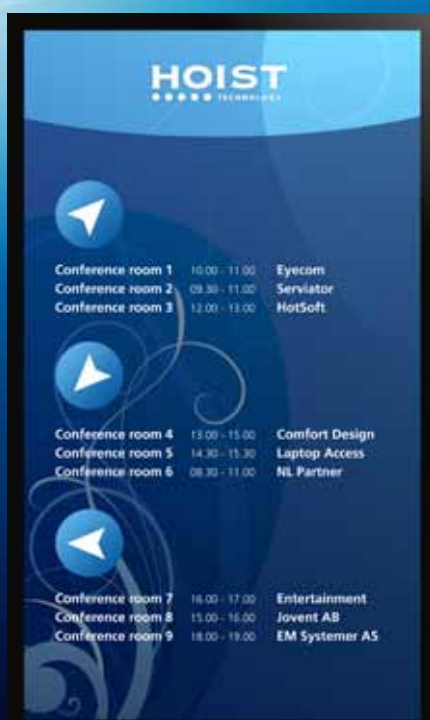 HOIST
TECHNOLOGY
Conference room 1 10.00 - 11.00 Eyecom
Conference room 2 09.30 - 11.00 Serviator
Conference room 3 12.00 - 13.00 HotSoft
Conference room 4 13.00 - 15.00 Comfort Design
Conference room 5 14.30 - 15.30 Laptop Access
Conference room 6 08.30 - 11.00 NL Partner
Conference room 7 16.00 - 17.00 Entertainment
Conference room 8 15.00 - 16.00 Jovent AB
Conference room 9 18.00 - 19.00 EM Systemer AS